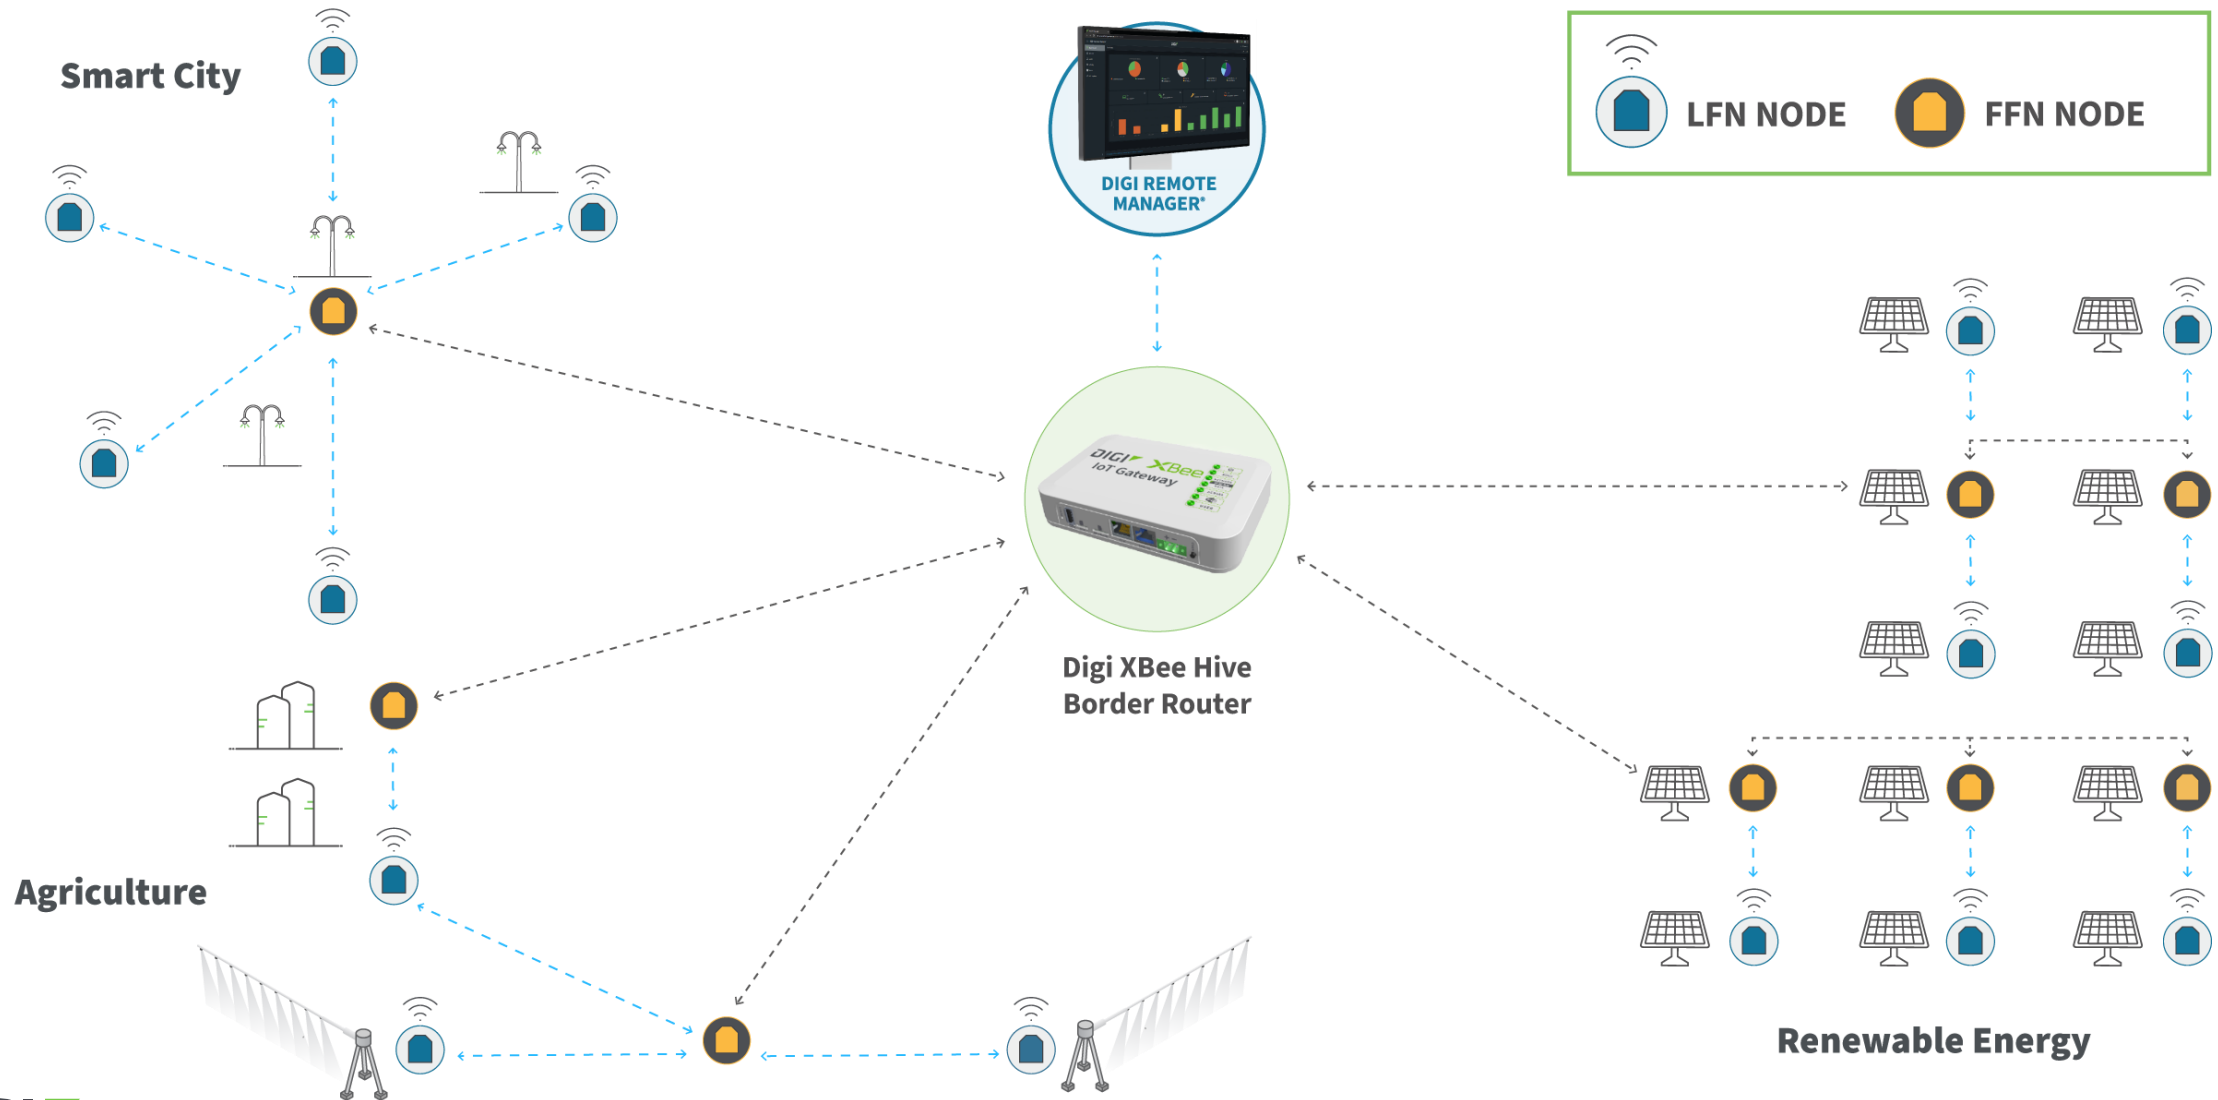 Smart City
DIGI REMOTE
MANAGER®
LFN NODE
FFN NODE
DIGI XBee
IoT Gateway
Digi XBee Hive
Border Router
Agriculture
Renewable Energy